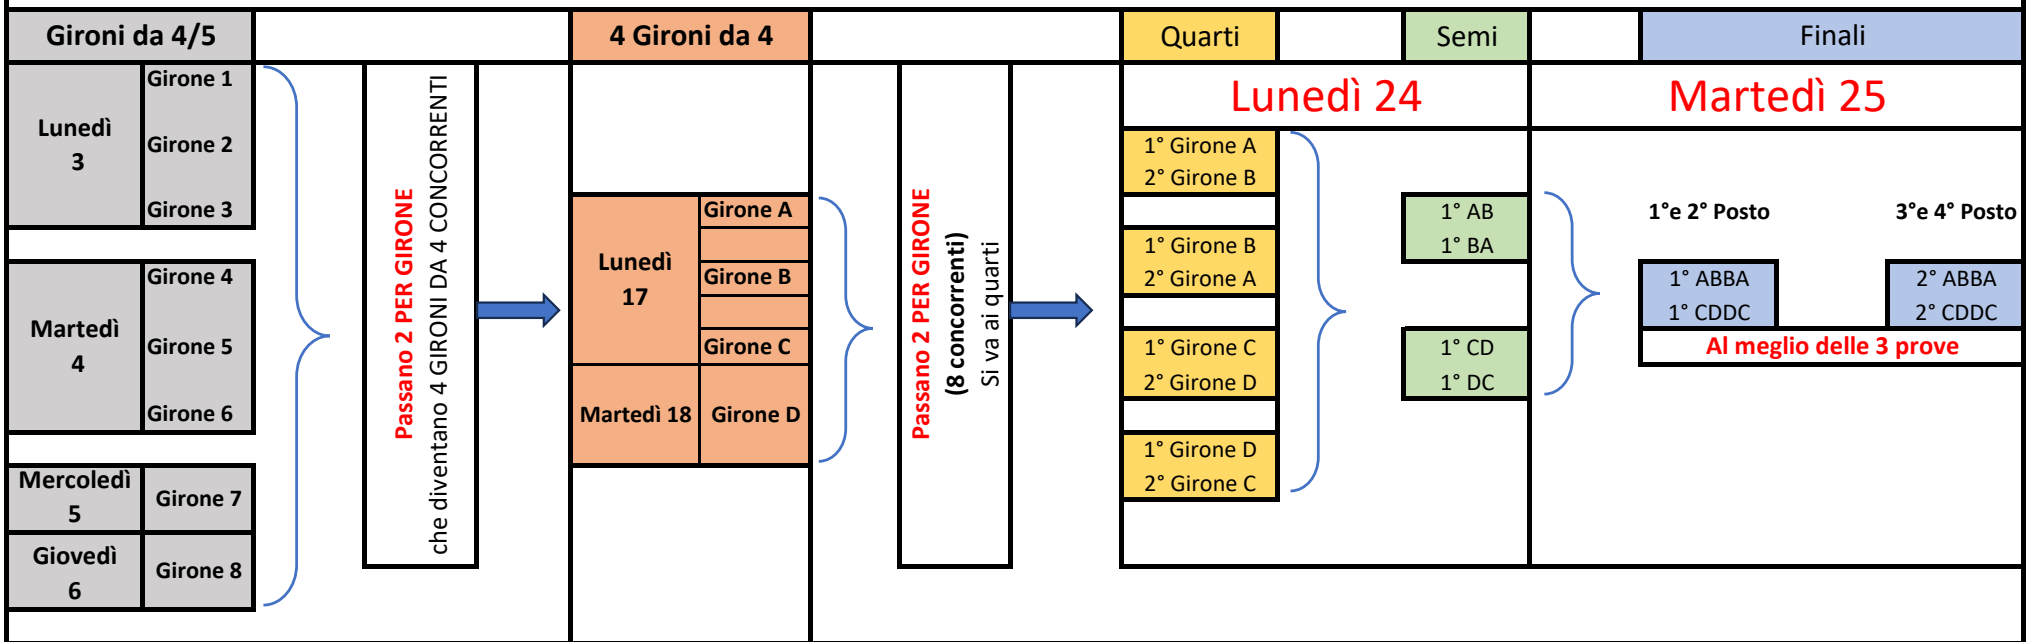 Gironi da 4/5
4 Gironi da 4
Quarti
Semi
Finali
Lunedì
3
Girone 1
Girone 2
Girone 3
Martedì
4
Girone 4
Girone 5
Girone 6
Mercoledì
5
Girone 7
Giovedì
6
Girone 8
Passano 2 PER GIRONE
che diventano 4 GIRONI DA 4 CONCORRENTI
Lunedì
17
Girone A
Girone B
Girone C
Martedì 18
Girone D
Passano 2 PER GIRONE
(8 concorrenti)
Si va ai quarti
Lunedì 24
1° Girone A
2° Girone B
1° Girone B
2° Girone A
1° Girone C
2° Girone D
1° Girone D
2° Girone C
1° AB
1° BA
1° CD
1° DC
Martedì 25
1°e 2° Posto
3°e 4° Posto
1° ABBA
1° CDDC
2° ABBA
2° CDDC
Al meglio delle 3 prove